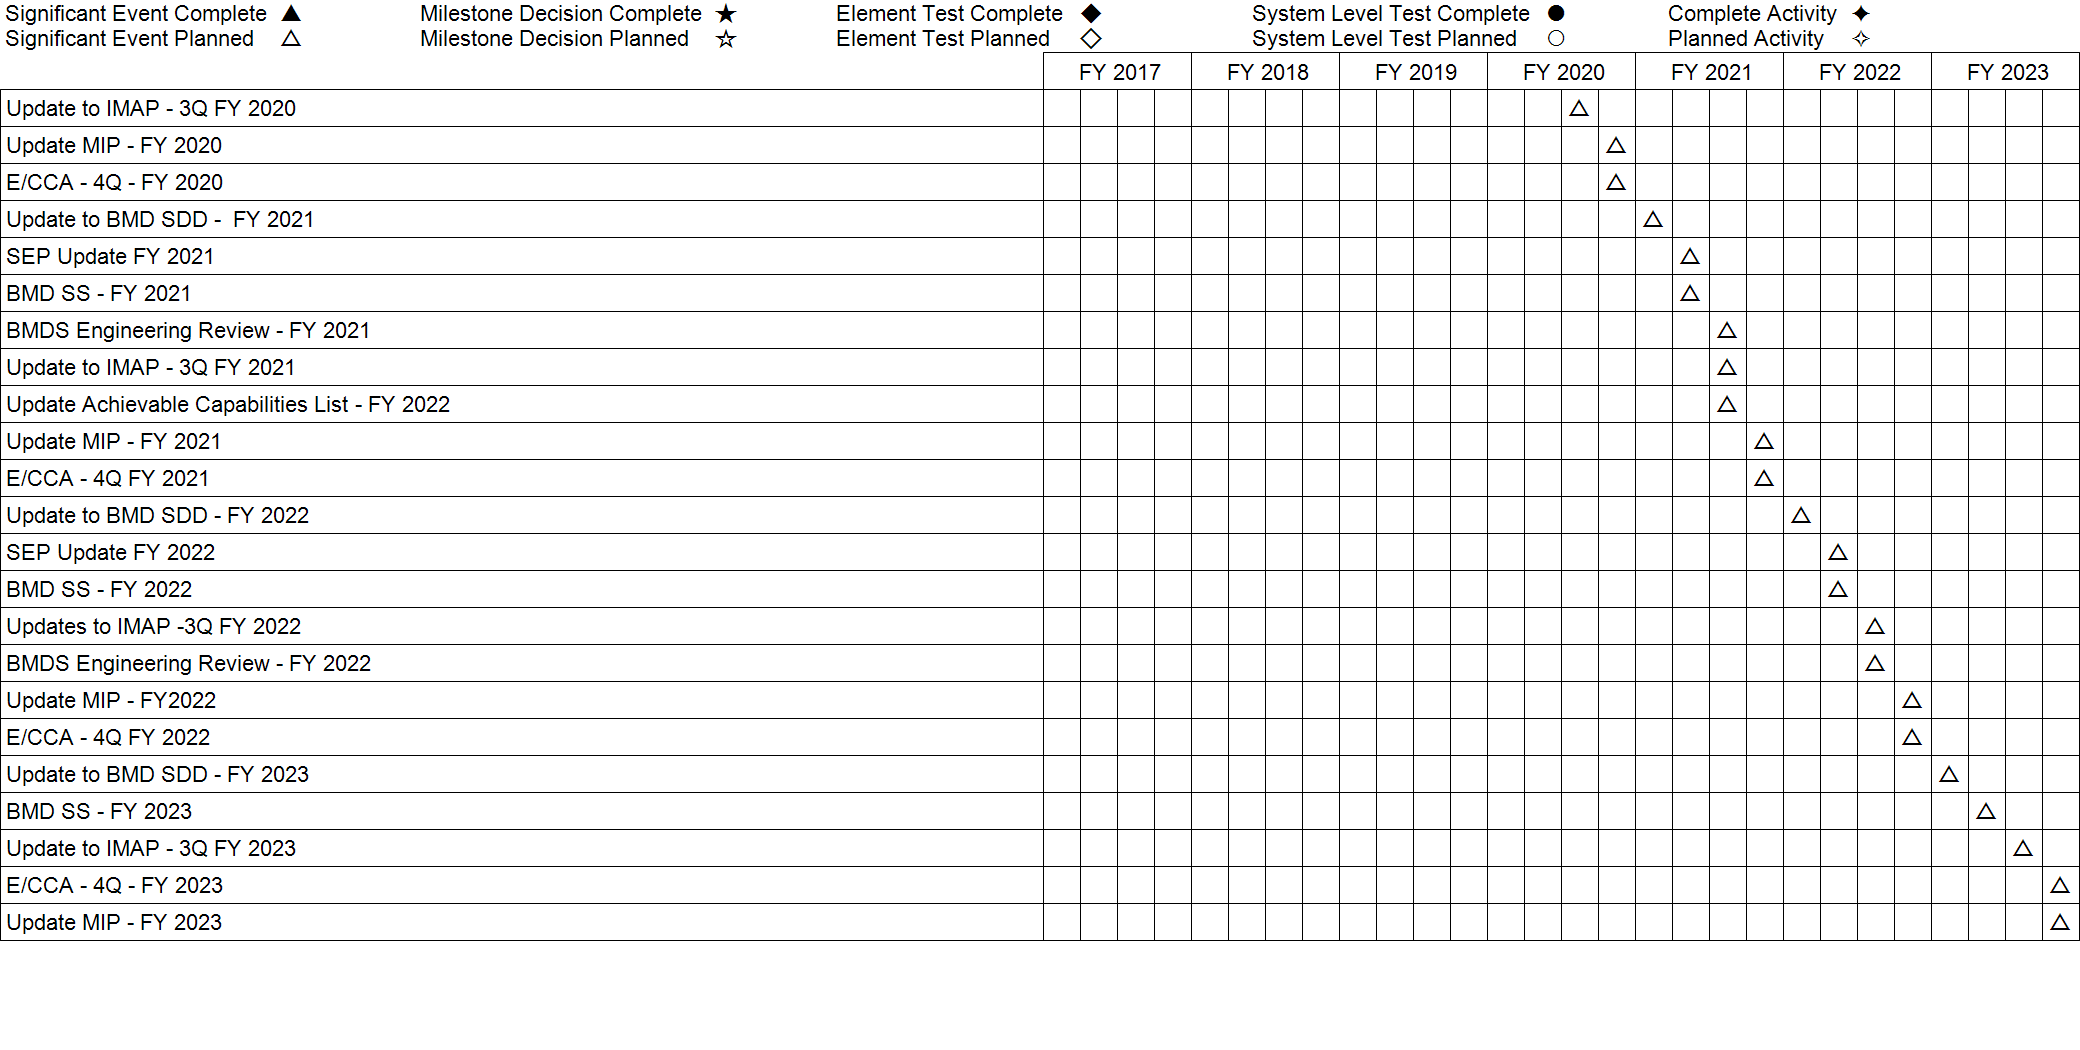 Significant Event Complete ▲ Milestone Decision Complete ★ Element Test Complete ◆ System Level Test Complete ● Complete Activity ✦
Significant Event Planned △ Milestone Decision Planned ☆ Element Test Planned ◇ System Level Test Planned ○ Planned Activity ✧
FY 2017 FY 2018 FY 2019 FY 2020 FY 2021 FY 2022 FY 2023
Update to IMAP - 3Q FY 2020 △
Update MIP - FY 2020 △
E/CCA - 4Q - FY 2020 △
Update to BMD SDD -  FY 2021 △
SEP Update FY 2021 △
BMD SS - FY 2021 △
BMDS Engineering Review - FY 2021 △
Update to IMAP - 3Q FY 2021 △
Update Achievable Capabilities List - FY 2022 △
Update MIP - FY 2021 △
E/CCA - 4Q FY 2021 △
Update to BMD SDD - FY 2022 △
SEP Update FY 2022 △
BMD SS - FY 2022 △
Updates to IMAP -3Q FY 2022 △
BMDS Engineering Review - FY 2022 △
Update MIP - FY2022 △
E/CCA - 4Q FY 2022 △
Update to BMD SDD - FY 2023 △
BMD SS - FY 2023 △
Update to IMAP - 3Q FY 2023 △
E/CCA - 4Q - FY 2023 △
Update MIP - FY 2023 △